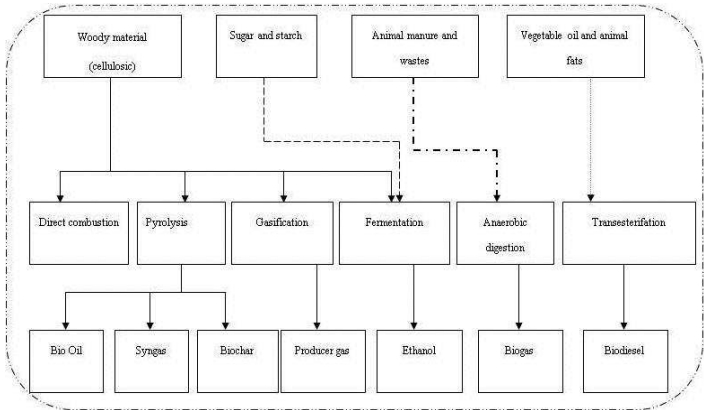 Woody material
(cellulosic)
Sugar and starch
Animal manure and
wastes
Vegetable oil and animal
fats
Direct combustion
Pyrolysis
Gasification
Fermentation
Anaerobic
digestion
Transesterifation
Bio Oil
Syngas
Biochar
Producer gas
Ethanol
Biogas
Biodiesel